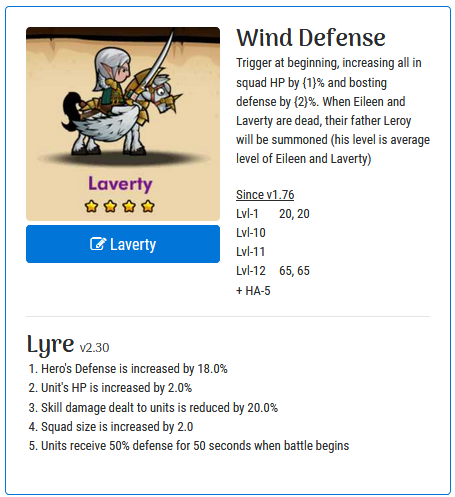 Wind Defense
Trigger at beginning, increasing all in
squad HP by {1}% and bosting
defense by {2}%. When Eileen and
Laverty are dead, their father Leroy
will be summoned (his level is average
level of Eileen and Laverty)
Since v1.76
Lvl-1 20, 20
Lvl-10
Lvl-11
Lvl-12 65, 65
+ HA-5
Laverty
Laverty
Lyre v2.30
1. Hero's Defense is increased by 18.0%
2. Unit's HP is increased by 2.0%
3. Skill damage dealt to units is reduced by 20.0%
4. Squad size is increased by 2.0
5. Units receive 50% defense for 50 seconds when battle begins